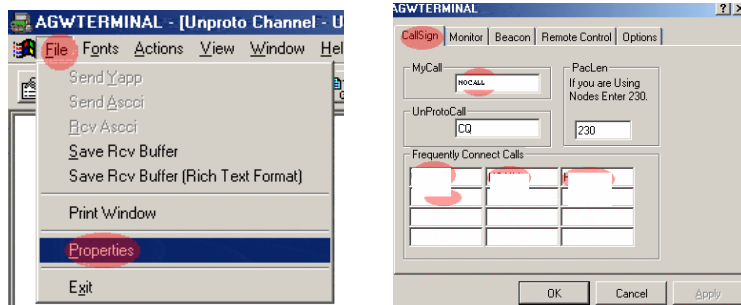 AGWTERMINAL - [Unproto Channel - U
File Fonts Actions View Window Hel
Send Yapp
Send Ascci
Rcv Ascci
Save Rcv Buffer
Save Rcv Buffer (Rich Text Format)
Print Window
Properties
Exit
AGWTERMINAL
CallSign Monitor Beacon Remote Control Options
MyCall
NOCALL
PacLen
If you are Using
Nodes Enter 230.
230
UnProtoCall
CQ
Frequently Connect Calls
OK Cancel Apply